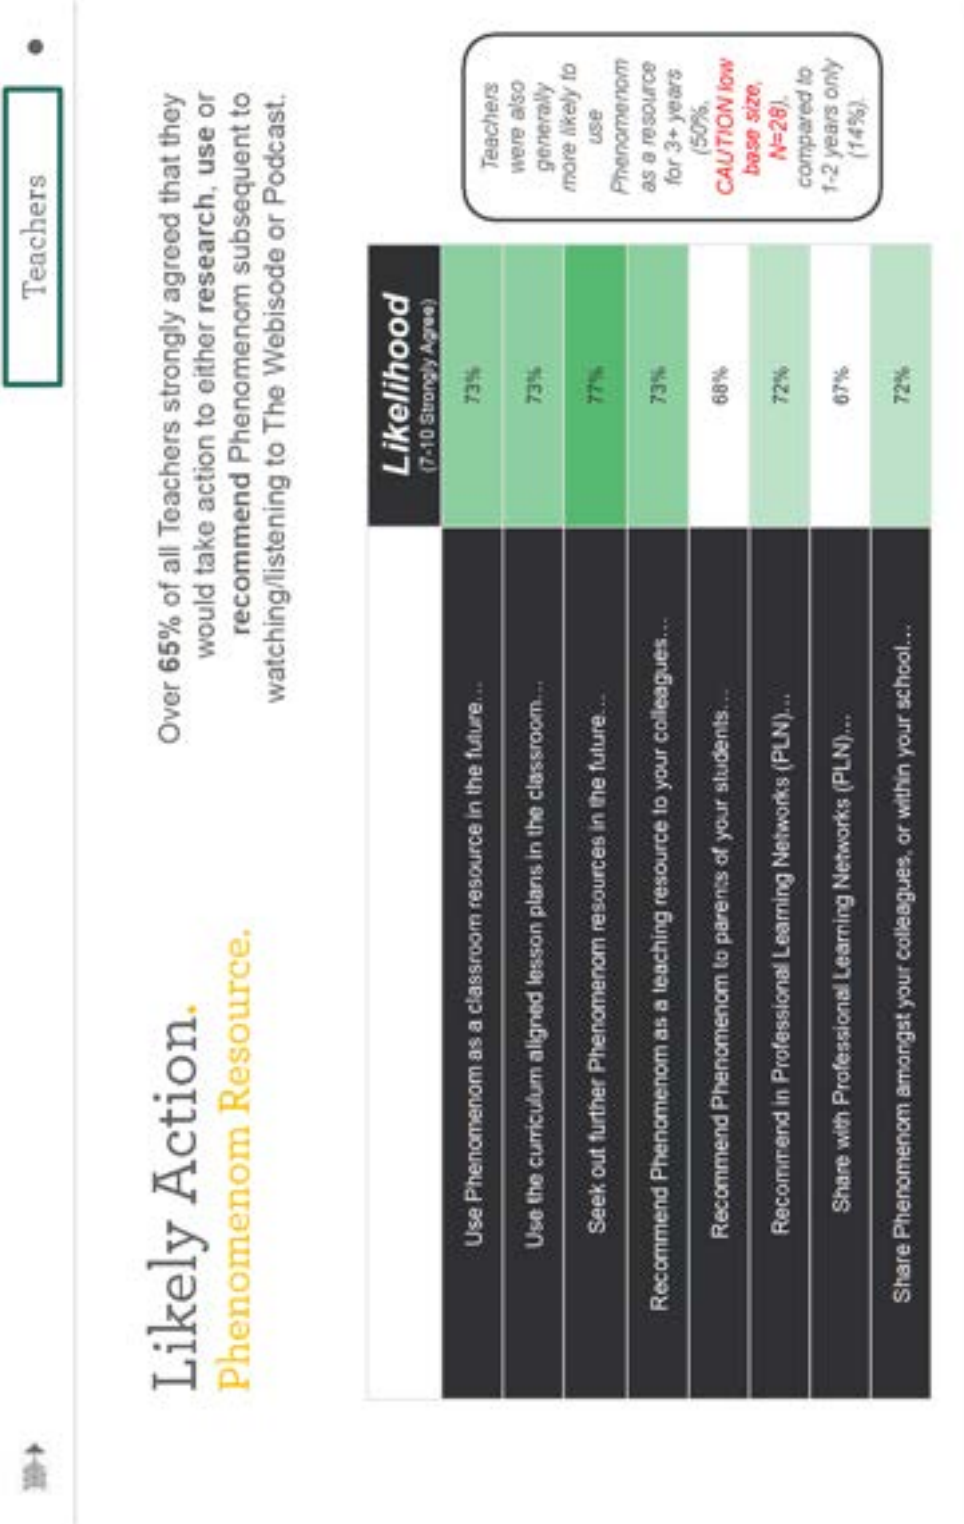 Teachers
Likely Action.
Phenomenom Resource.
Over 65% of all Teachers strongly agreed that they
would take action to either research, use or
recommend Phenomenom subsequent to
watching/listening to The Webisode or Podcast.
Likelihood
(7-10 Strongly Agree)
Use Phenomenom as a classroom resource in the future... 73%
Use the curriculum aligned lesson plans in the classroom... 73%
Seek out further Phenomenom resources in the future... 77%
Recommend Phenomenom as a teaching resource to your colleagues... 73%
Recommend Phenomenom to parents of your students... 68%
Recommend in Professional Learning Networks (PLN)... 72%
Share with Professional Learning Networks (PLN)... 67%
Share Phenomenom amongst your colleagues, or within your school... 72%
Teachers
were also
generally
more likely to
use
Phenomenom
as a resource
for 3+ years
(50%,
CAUTION low
base size,
N=28),
compared to
1-2 years only
(14%).